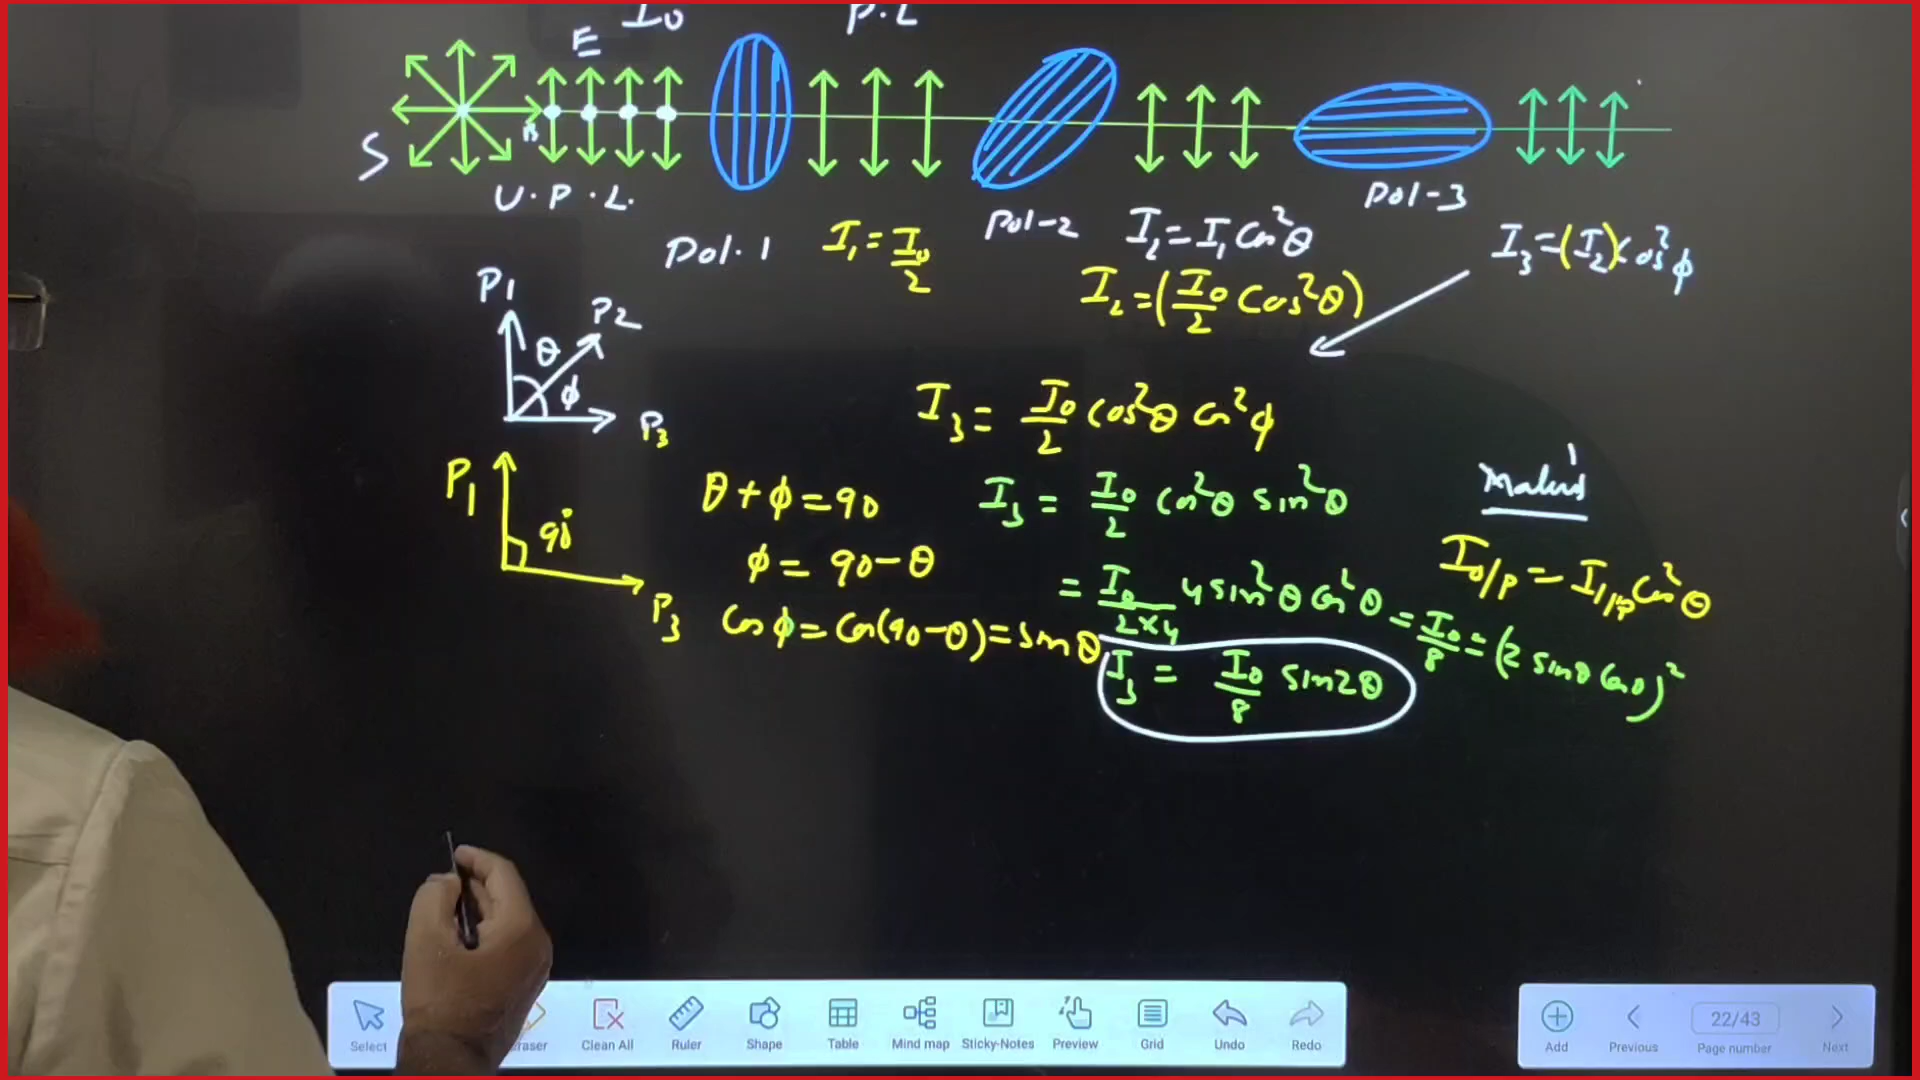 I₀
P.L
E
S
U.P.L.
Pol.1
I₁ = I₀/2
Pol-2
I₂ = I₁ Cos²θ
I₂ = (I₀/2 Cos²θ)
Pol-3
I₃ = (I₂) Cos²ϕ
P1
P2
θ
ϕ
P₃
I₃ = I₀/2 Cos²θ Cos²ϕ
P₁
90°
P₃
θ + ϕ = 90
ϕ = 90 - θ
Cos ϕ = Cos(90-θ) = Sin θ
I₃ = I₀/2 Cos²θ Sin²θ
= I₀/2×4 4 Sin²θ Cos²θ = I₀/8 = (2 Sinθ Cosθ)²
I₃ = I₀/8 Sin2θ
Malus'
I o/p = I i/p Cos²θ
Select
Eraser
Clean All
Ruler
Shape
Table
Mind map
Sticky-Notes
Preview
Grid
Undo
Redo
Add
Previous
22/43
Page number
Next